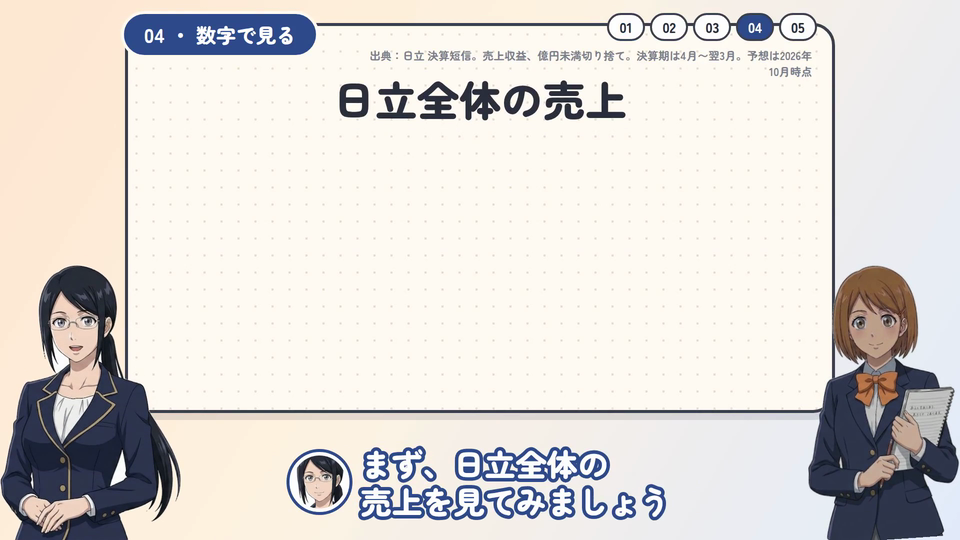 04 ・ 数字で見る
01 02 03 04 05
出典：日立 決算短信。売上収益、億円未満切り捨て。決算期は4月〜翌3月。予想は2026年
10月時点
日立全体の売上
まず、日立全体の
売上を見てみましょう